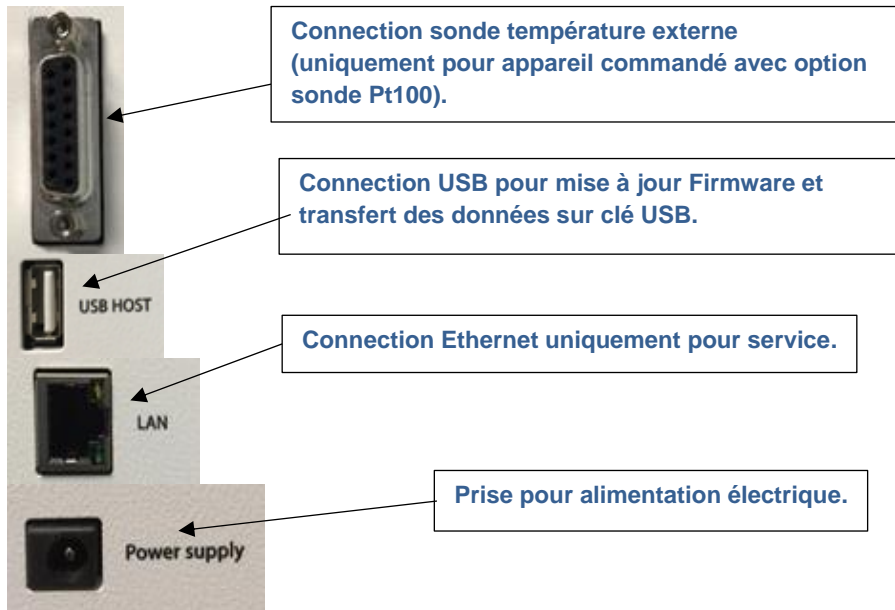 Connection sonde température externe
(uniquement pour appareil commandé avec option
sonde Pt100).
Connection USB pour mise à jour Firmware et
transfert des données sur clé USB.
USB HOST
Connection Ethernet uniquement pour service.
LAN
Prise pour alimentation électrique.
Power supply